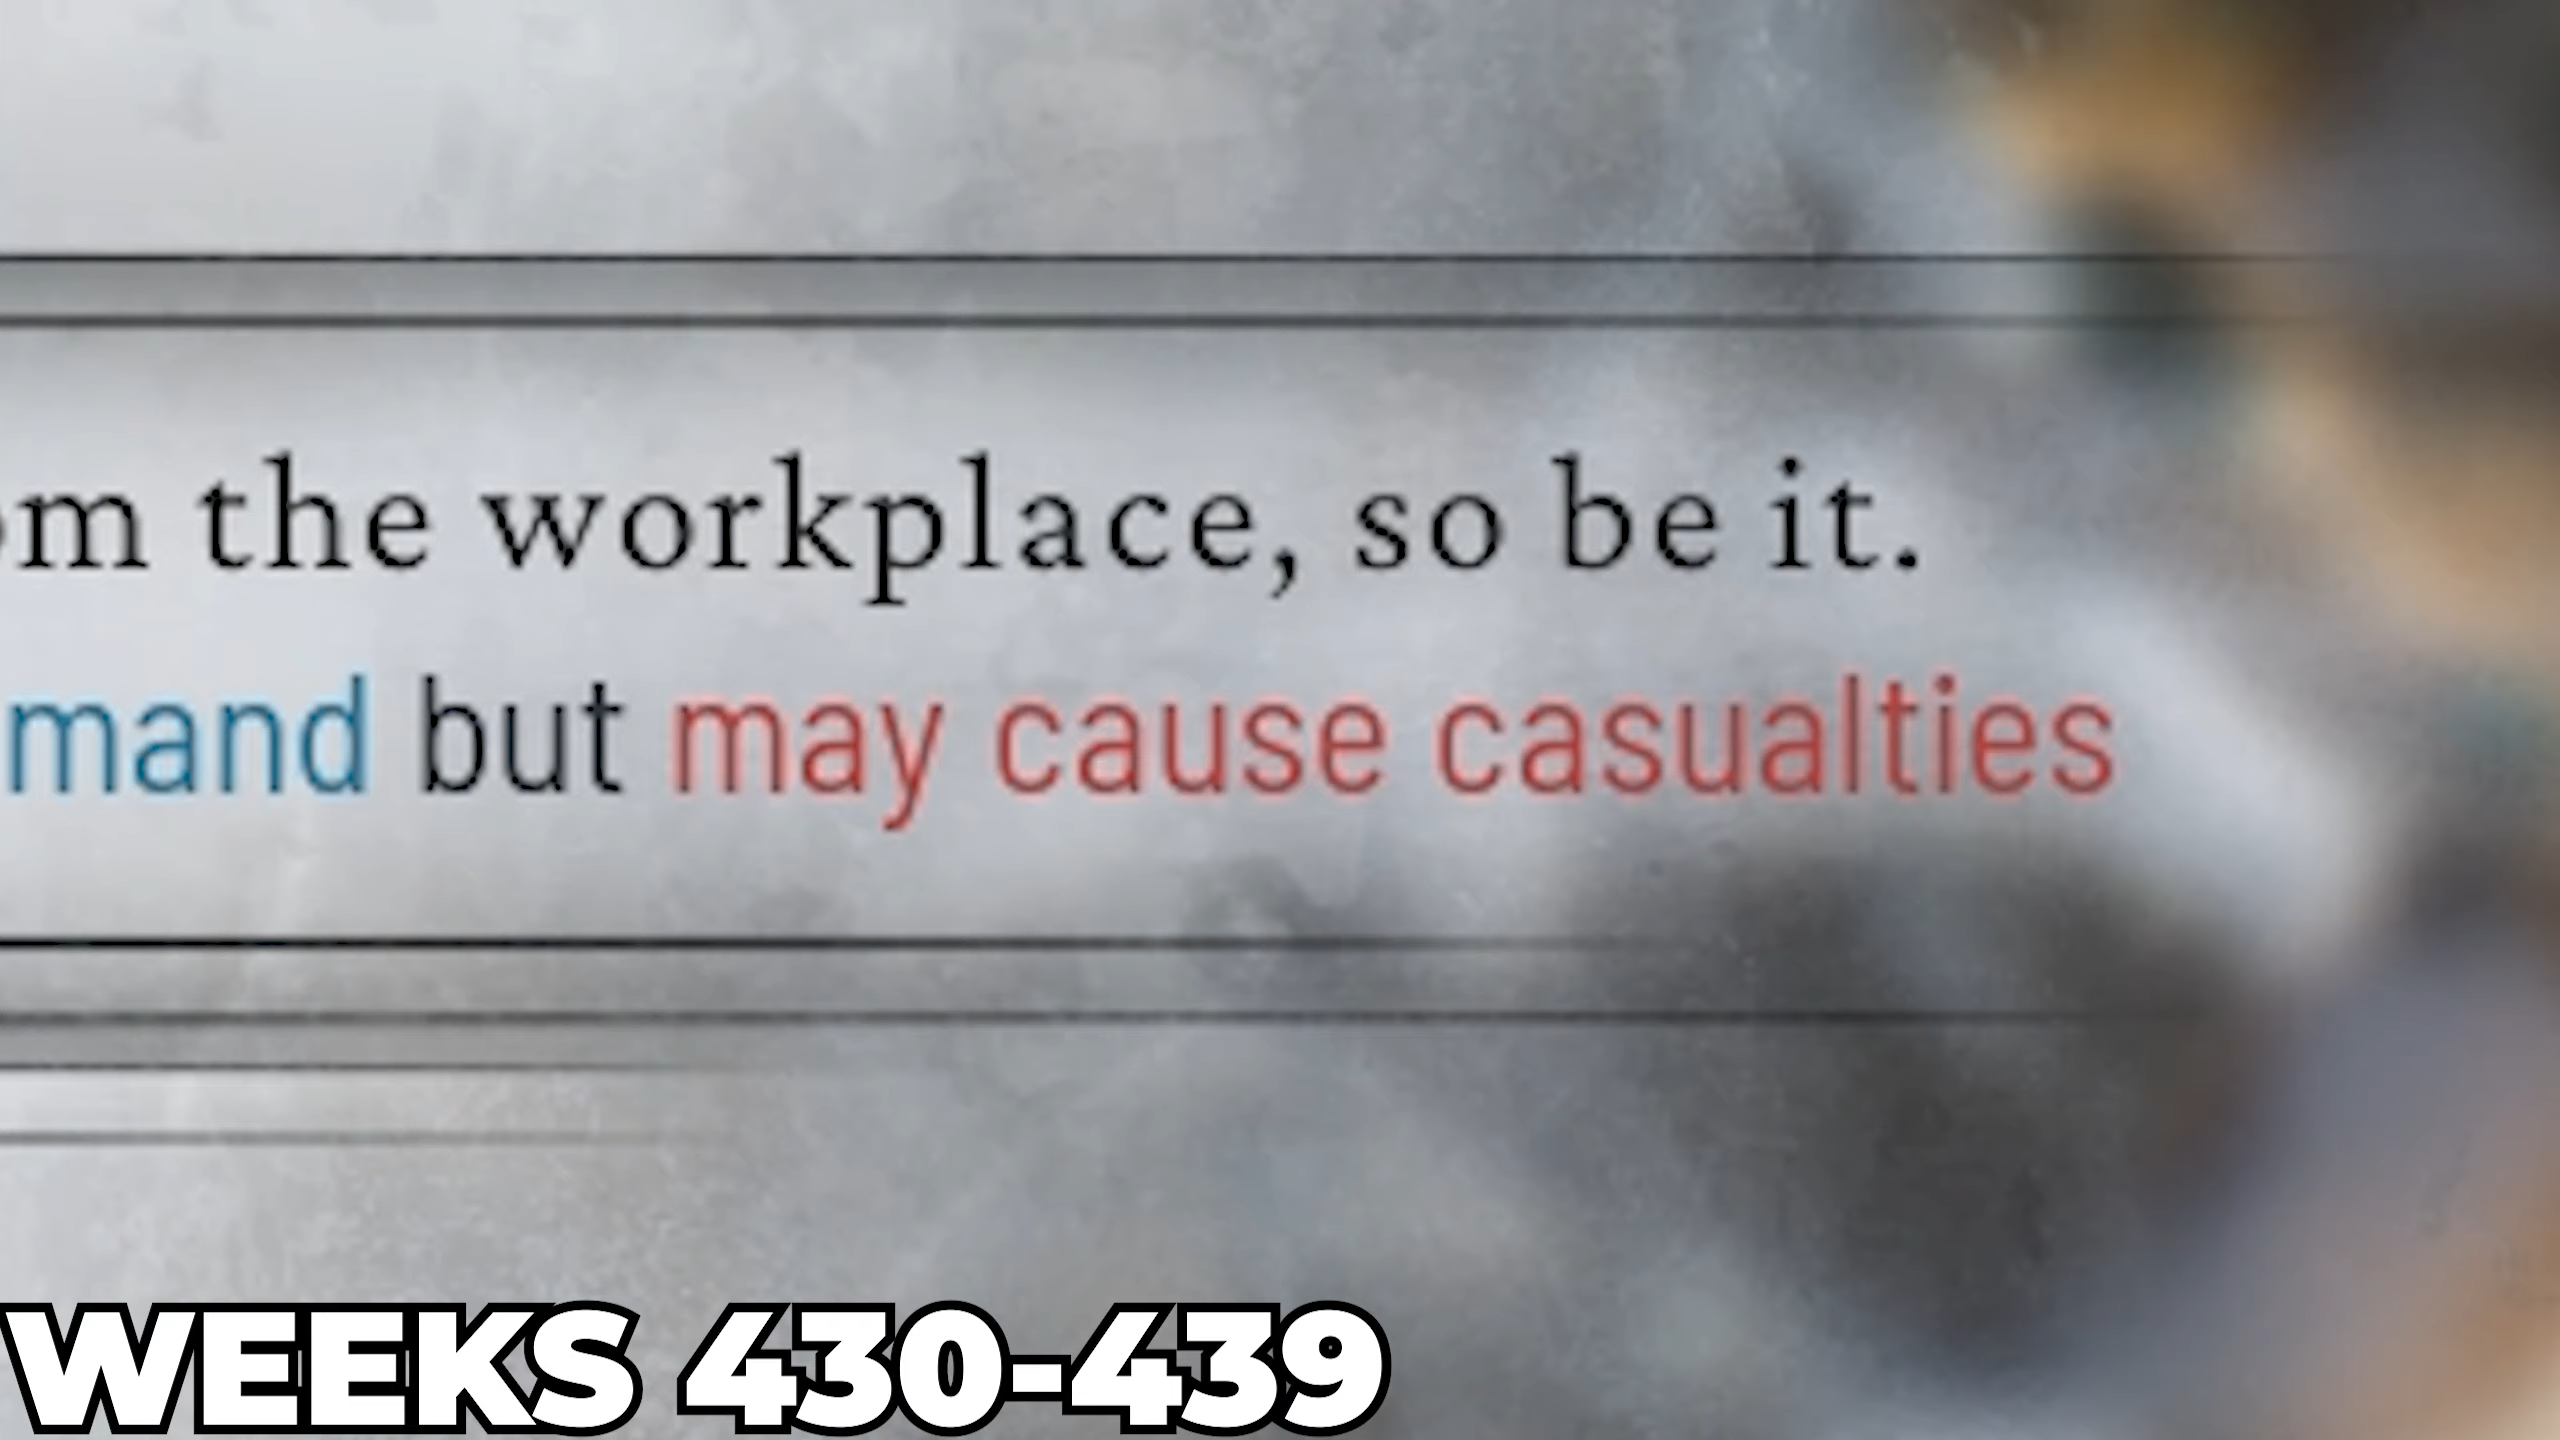 om the workplace, so be it.
mand but may cause casualties
WEEKS 430-439